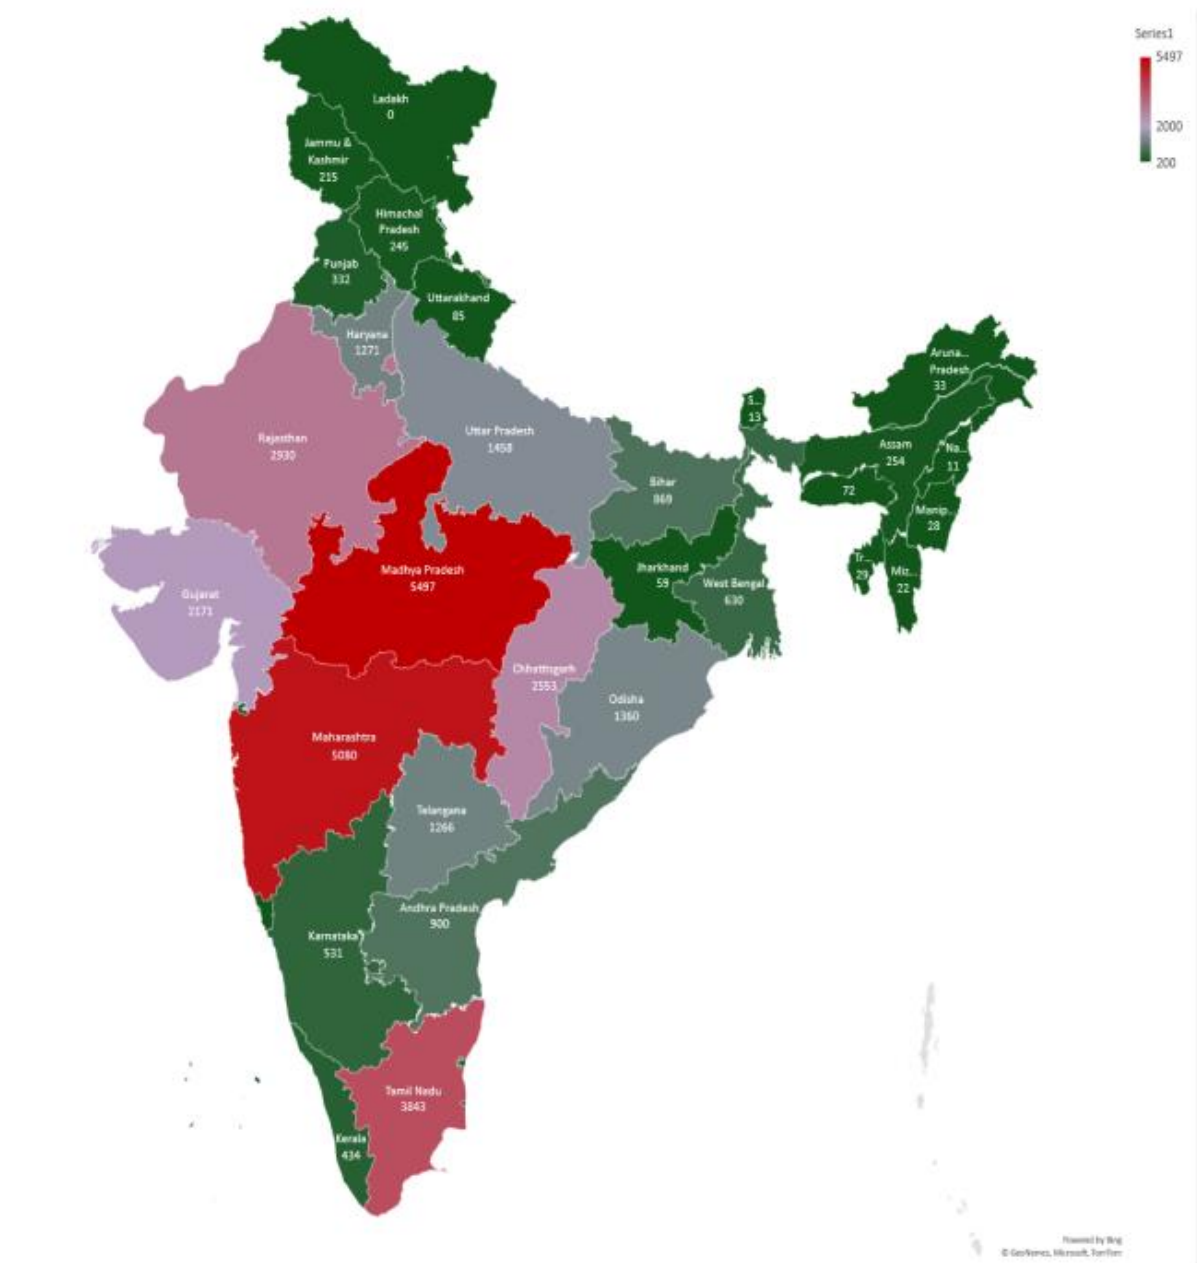 Series1
5497
2000
200
Ladakh
0
Jammu &
Kashmir
215
Himachal
Pradesh
245
Punjab
332
Uttarakhand
85
Haryana
1271
Rajasthan
2930
Uttar Pradesh
1458
Bihar
869
S...
13
Aruna...
Pradesh
33
Assam
254
Na...
11
72
Manip...
28
Tr...
29
Miz...
22
Jharkhand
59
West Bengal
630
Madhya Pradesh
5497
Gujarat
2171
Chhattisgarh
2553
Odisha
1360
Maharashtra
5080
Telangana
1266
Andhra Pradesh
900
Karnataka
531
Tamil Nadu
3843
Kerala
434
Powered by Bing
© GeoNames, Microsoft, TomTom